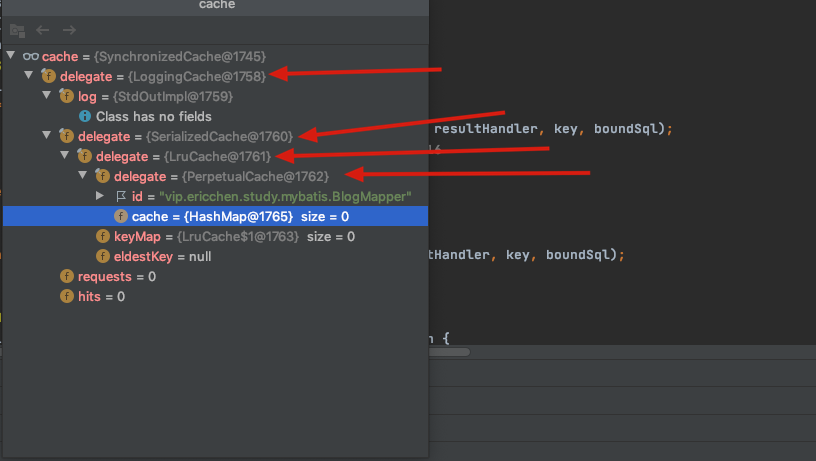 cache
cache = {SynchronizedCache@1745}
delegate = {LoggingCache@1758}
log = {StdOutImpl@1759}
Class has no fields
delegate = {SerializedCache@1760}
resultHandler, key, boundSql);
delegate = {LruCache@1761}
delegate = {PerpetualCache@1762}
id = "vip.ericchen.study.mybatis.BlogMapper"
cache = {HashMap@1765} size = 0
keyMap = {LruCache$1@1763} size = 0
eldestKey = null
tHandler, key, boundSql);
requests = 0
hits = 0
{